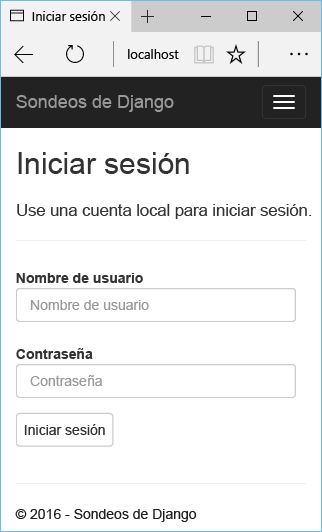 Iniciar sesión
localhost
Sondeos de Django
Iniciar sesión
Use una cuenta local para iniciar sesión.
Nombre de usuario
Nombre de usuario
Contraseña
Contraseña
Iniciar sesión
© 2016 - Sondeos de Django